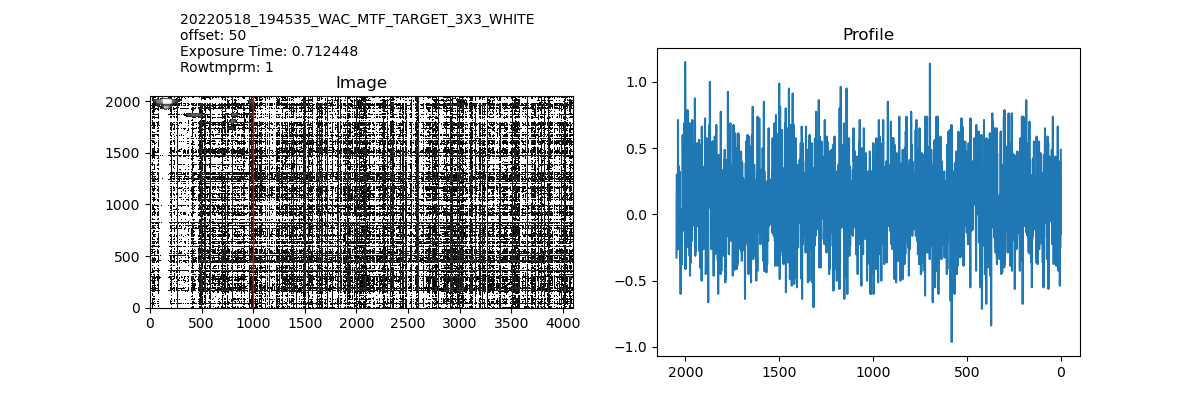 20220518_194535_WAC_MTF_TARGET_3X3_WHITE
offset: 50
Exposure Time: 0.712448
Rowtmprm: 1
Image
2000
1500
1000
500
0
0 500 1000 1500 2000 2500 3000 3500 4000
Profile
1.0
0.5
0.0
−0.5
−1.0
2000 1500 1000 500 0